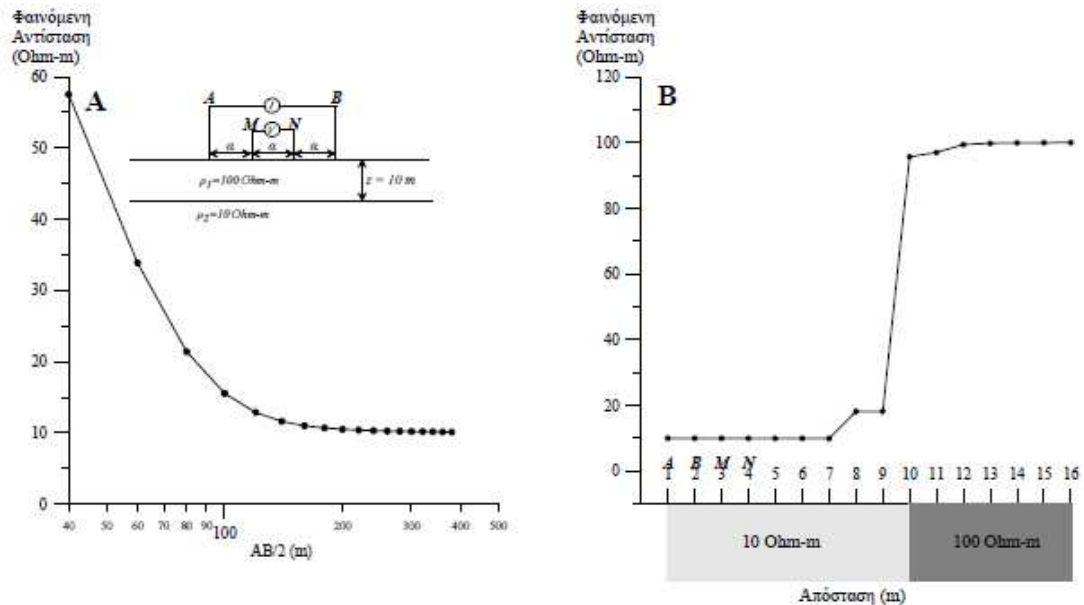 Φαινόμενη
Αντίσταση
(Ohm-m)
60
50
40
30
20
10
0
A
A
I
B
M
V
N
α
α
α
ρ1=100 Ohm-m
z = 10 m
ρ2=10 Ohm-m
40
50
60
70
80
90
100
200
300
400
500
AB/2 (m)
Φαινόμενη
Αντίσταση
(Ohm-m)
120
100
80
60
40
20
0
B
A B M N
1 2 3 4 5 6 7 8 9 10 11 12 13 14 15 16
10 Ohm-m
100 Ohm-m
Απόσταση (m)